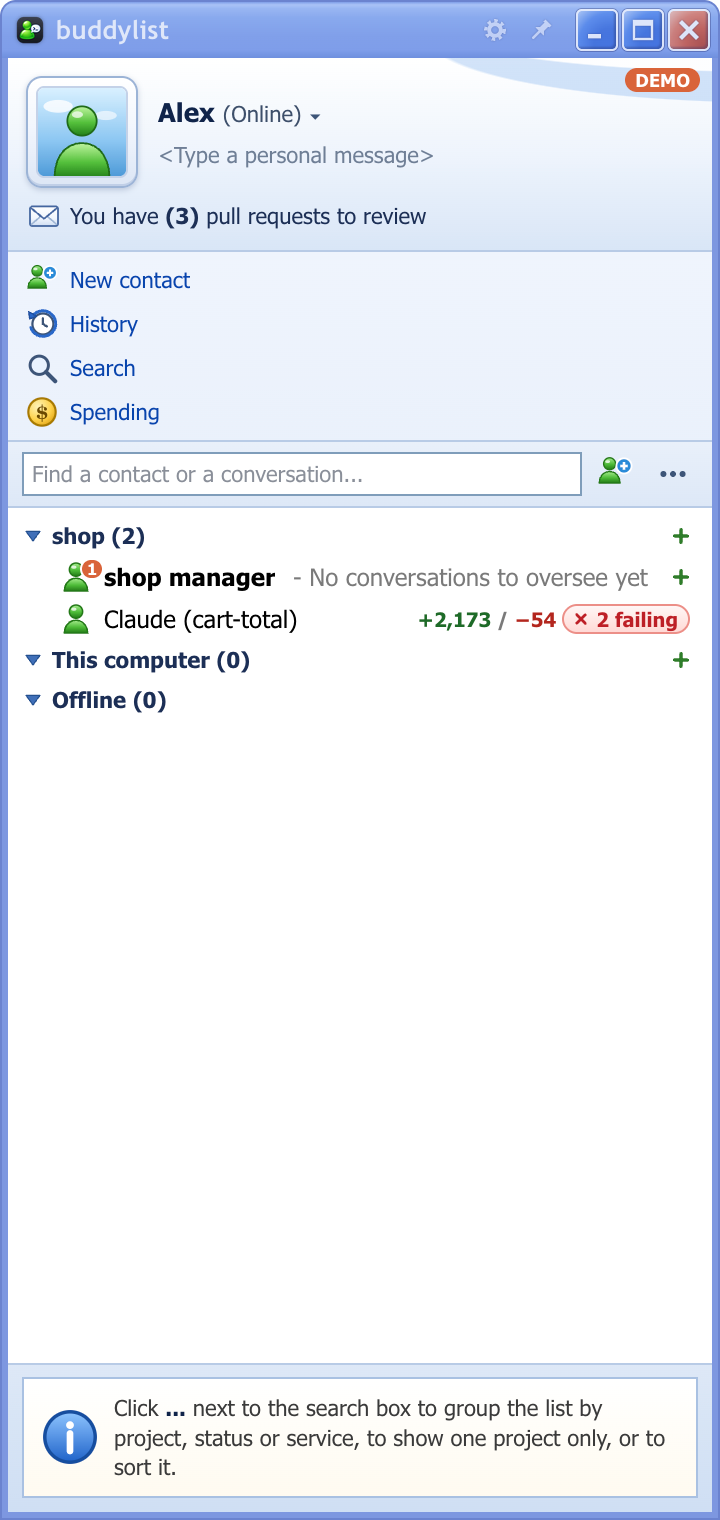 buddylist
DEMO
Alex (Online)
<Type a personal message>
You have (3) pull requests to review
New contact
History
Search
$ Spending
Find a contact or a conversation...
shop (2) +
1 shop manager - No conversations to oversee yet +
Claude (cart-total) +2,173 / −54 × 2 failing
This computer (0) +
Offline (0)
Click ... next to the search box to group the list by
project, status or service, to show one project only, or to
sort it.